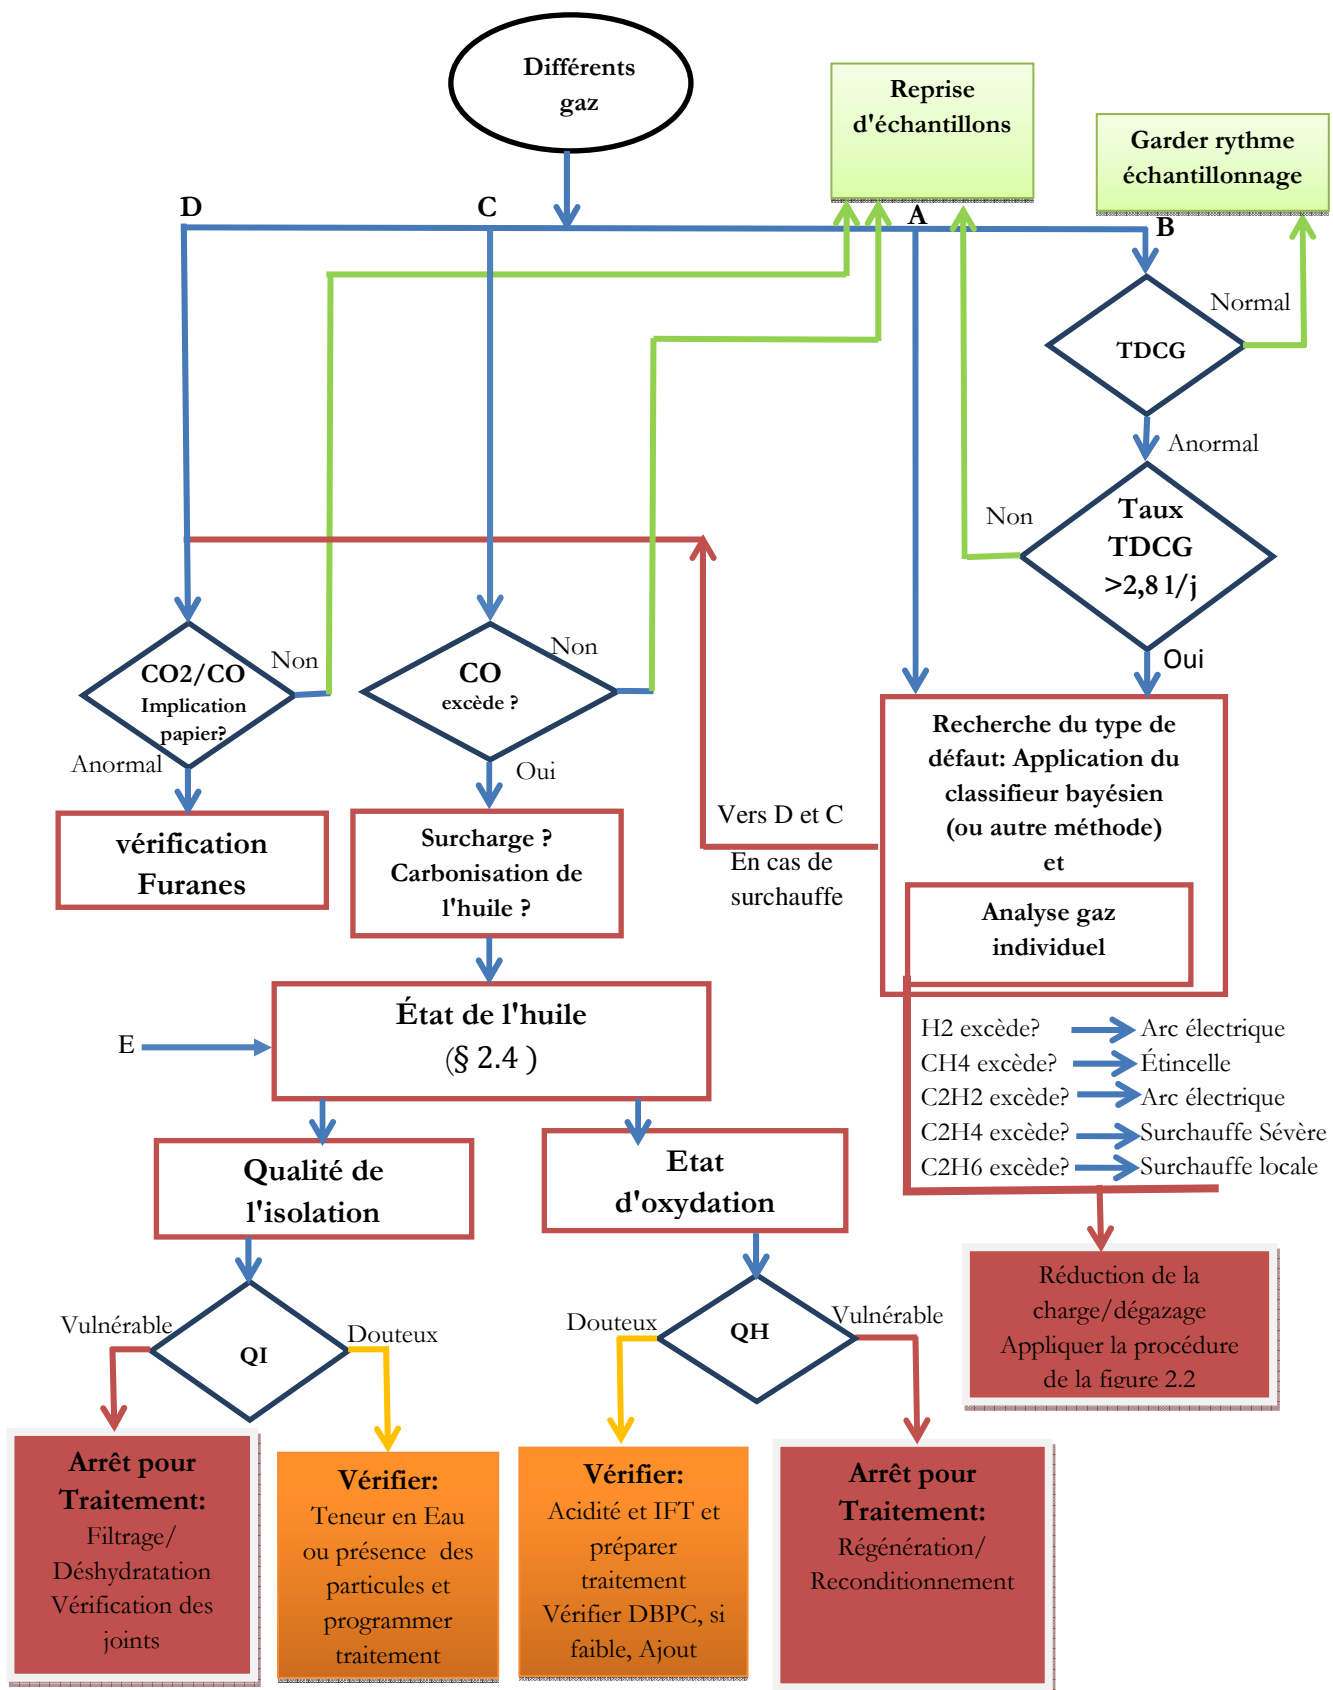 Différents
gaz
Reprise
d'échantillons
Garder rythme
échantillonnage
D
C
A
B
Normal
TDCG
Anormal
Non
Taux
TDCG
>2,8 l/j
Oui
CO2/CO
Implication
papier?
Non
Anormal
CO
excède ?
Non
Oui
vérification
Furanes
Surcharge ?
Carbonisation de
l'huile ?
Vers D et C
En cas de
surchauffe
Recherche du type de
défaut: Application du
classifieur bayésien
(ou autre méthode)
et
Analyse gaz
individuel
État de l'huile
(§ 2.4 )
E
H2 excède? Arc électrique
CH4 excède? Étincelle
C2H2 excède? Arc électrique
C2H4 excède? Surchauffe Sévère
C2H6 excède? Surchauffe locale
Qualité de
l'isolation
Etat
d'oxydation
Réduction de la
charge/dégazage
Appliquer la procédure
de la figure 2.2
Vulnérable
QI
Douteux
Douteux
QH
Vulnérable
Arrêt pour
Traitement:
Filtrage/
Déshydratation
Vérification des
joints
Vérifier:
Teneur en Eau
ou présence des
particules et
programmer
traitement
Vérifier:
Acidité et IFT et
préparer
traitement
Vérifier DBPC, si
faible, Ajout
Arrêt pour
Traitement:
Régénération/
Reconditionnement